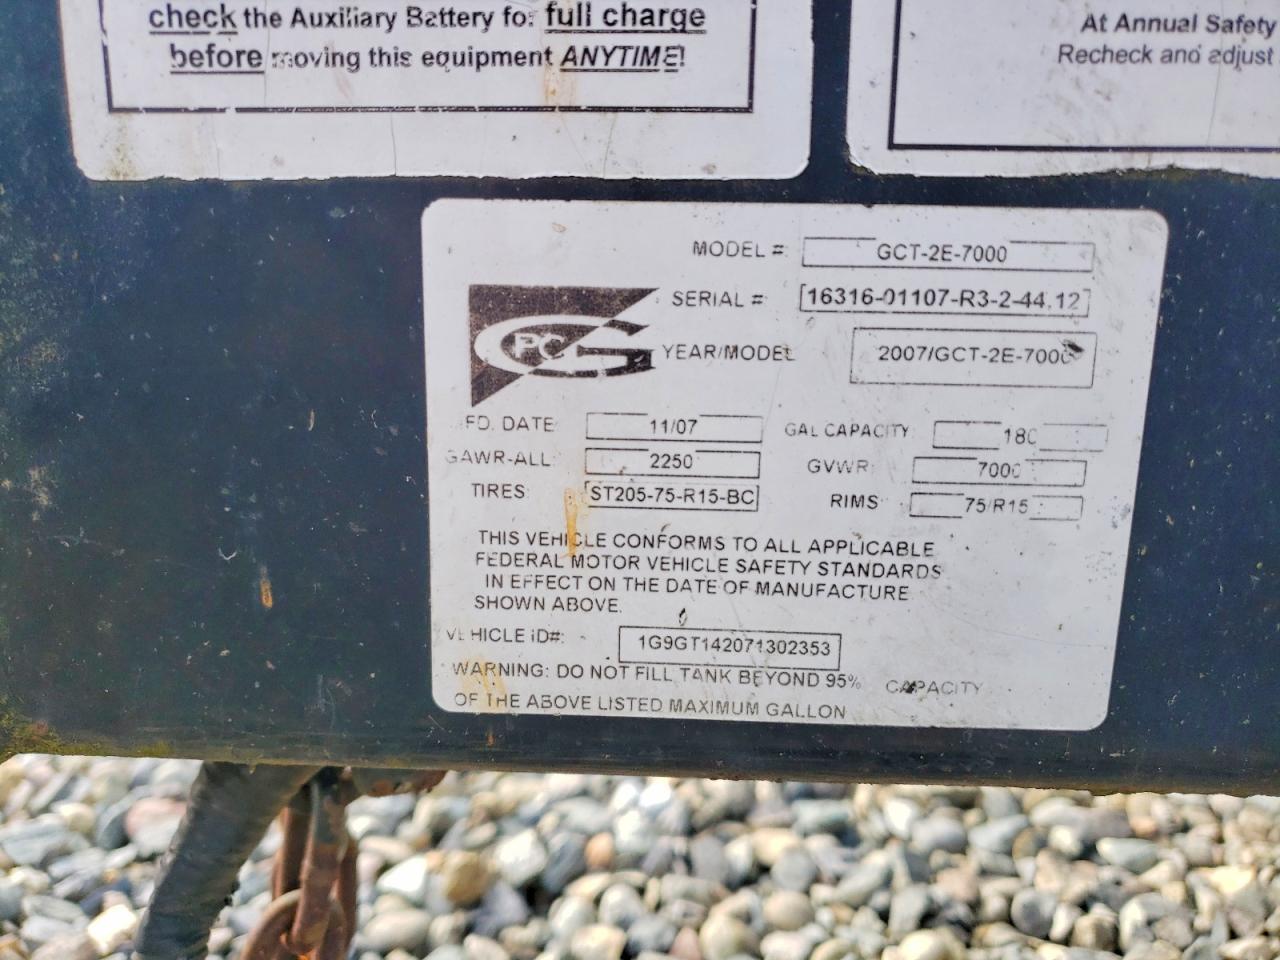 check the Auxiliary Battery for full charge
before moving this equipment ANYTIME!
At Annual Safety
Recheck and adjust
MODEL #: GCT-2E-7000
SERIAL #: 16316-01107-R3-2-44.12
PCG
YEAR/MODEL 2007/GCT-2E-7000
FD. DATE 11/07 GAL CAPACITY 180
GAWR-ALL: 2250 GVWR: 7000
TIRES: ST205-75-R15-BC RIMS 75/R15
THIS VEHICLE CONFORMS TO ALL APPLICABLE
FEDERAL MOTOR VEHICLE SAFETY STANDARDS
IN EFFECT ON THE DATE OF MANUFACTURE
SHOWN ABOVE.
VEHICLE ID#: 1G9GT142071302353
WARNING: DO NOT FILL TANK BEYOND 95% CAPACITY
OF THE ABOVE LISTED MAXIMUM GALLON